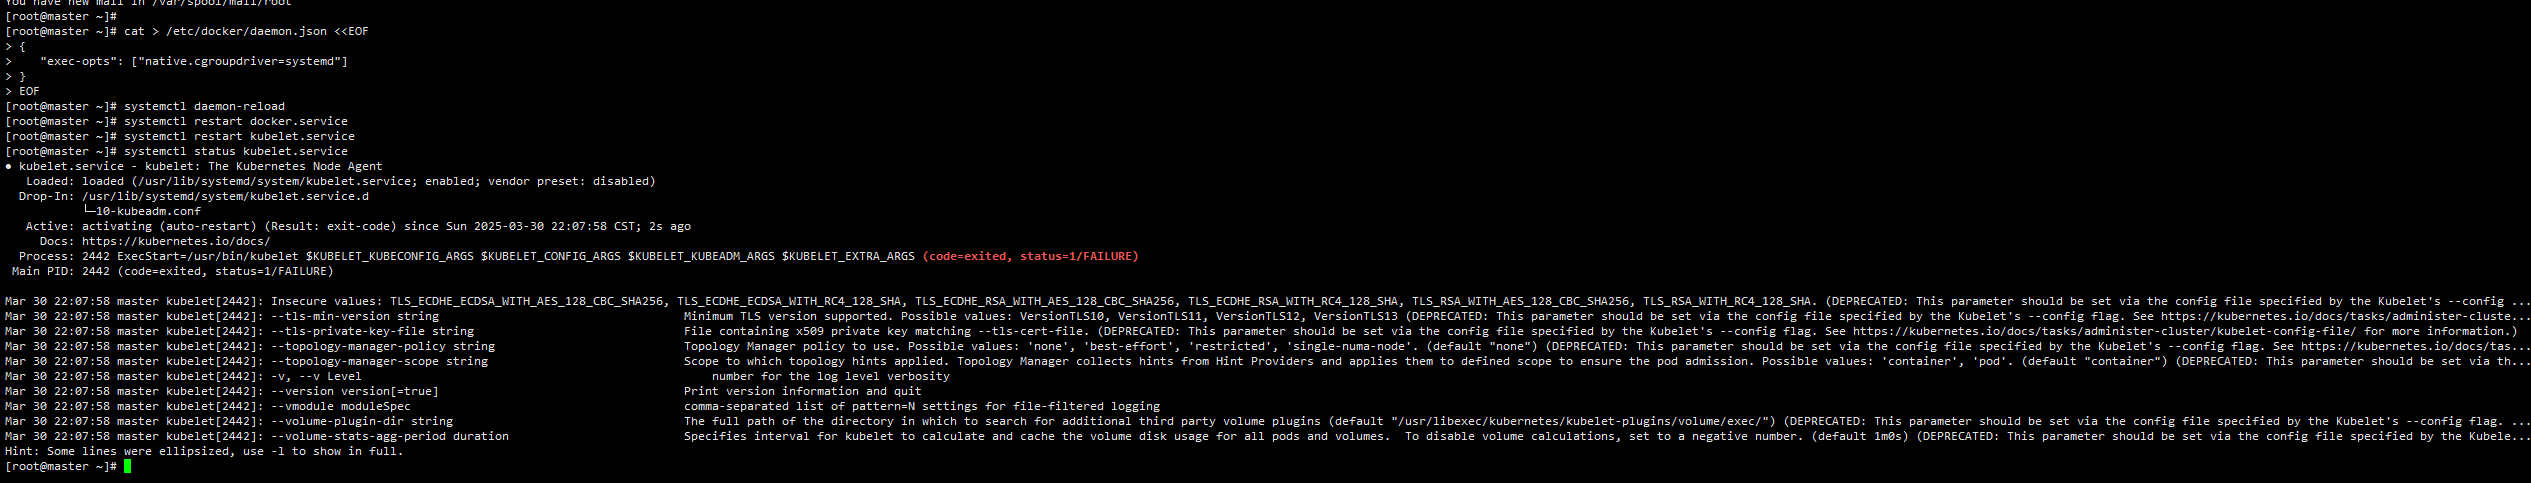 You have new mail in /var/spool/mail/root
[root@master ~]#
[root@master ~]# cat > /etc/docker/daemon.json <<EOF
> {
>    "exec-opts": ["native.cgroupdriver=systemd"]
> }
> EOF
[root@master ~]# systemctl daemon-reload
[root@master ~]# systemctl restart docker.service
[root@master ~]# systemctl restart kubelet.service
[root@master ~]# systemctl status kubelet.service
● kubelet.service - kubelet: The Kubernetes Node Agent
   Loaded: loaded (/usr/lib/systemd/system/kubelet.service; enabled; vendor preset: disabled)
  Drop-In: /usr/lib/systemd/system/kubelet.service.d
           └─10-kubeadm.conf
   Active: activating (auto-restart) (Result: exit-code) since Sun 2025-03-30 22:07:58 CST; 2s ago
     Docs: https://kubernetes.io/docs/
  Process: 2442 ExecStart=/usr/bin/kubelet $KUBELET_KUBECONFIG_ARGS $KUBELET_CONFIG_ARGS $KUBELET_KUBEADM_ARGS $KUBELET_EXTRA_ARGS (code=exited, status=1/FAILURE)
 Main PID: 2442 (code=exited, status=1/FAILURE)
Mar 30 22:07:58 master kubelet[2442]: Insecure values: TLS_ECDHE_ECDSA_WITH_AES_128_CBC_SHA256, TLS_ECDHE_ECDSA_WITH_RC4_128_SHA, TLS_ECDHE_RSA_WITH_AES_128_CBC_SHA256, TLS_ECDHE_RSA_WITH_RC4_128_SHA, TLS_RSA_WITH_AES_128_CBC_SHA256, TLS_RSA_WITH_RC4_128_SHA. (DEPRECATED: This parameter should be set via the config file specified by the Kubelet's --config ...
Mar 30 22:07:58 master kubelet[2442]: --tls-min-version string Minimum TLS version supported. Possible values: VersionTLS10, VersionTLS11, VersionTLS12, VersionTLS13 (DEPRECATED: This parameter should be set via the config file specified by the Kubelet's --config flag. See https://kubernetes.io/docs/tasks/administer-cluste...
Mar 30 22:07:58 master kubelet[2442]: --tls-private-key-file string File containing x509 private key matching --tls-cert-file. (DEPRECATED: This parameter should be set via the config file specified by the Kubelet's --config flag. See https://kubernetes.io/docs/tasks/administer-cluster/kubelet-config-file/ for more information.)
Mar 30 22:07:58 master kubelet[2442]: --topology-manager-policy string Topology Manager policy to use. Possible values: 'none', 'best-effort', 'restricted', 'single-numa-node'. (default "none") (DEPRECATED: This parameter should be set via the config file specified by the Kubelet's --config flag. See https://kubernetes.io/docs/tas...
Mar 30 22:07:58 master kubelet[2442]: --topology-manager-scope string Scope to which topology hints applied. Topology Manager collects hints from Hint Providers and applies them to defined scope to ensure the pod admission. Possible values: 'container', 'pod'. (default "container") (DEPRECATED: This parameter should be set via th...
Mar 30 22:07:58 master kubelet[2442]: -v, --v Level number for the log level verbosity
Mar 30 22:07:58 master kubelet[2442]: --version version[=true] Print version information and quit
Mar 30 22:07:58 master kubelet[2442]: --vmodule moduleSpec comma-separated list of pattern=N settings for file-filtered logging
Mar 30 22:07:58 master kubelet[2442]: --volume-plugin-dir string The full path of the directory in which to search for additional third party volume plugins (default "/usr/libexec/kubernetes/kubelet-plugins/volume/exec/") (DEPRECATED: This parameter should be set via the config file specified by the Kubelet's --config flag. ...
Mar 30 22:07:58 master kubelet[2442]: --volume-stats-agg-period duration Specifies interval for kubelet to calculate and cache the volume disk usage for all pods and volumes.  To disable volume calculations, set to a negative number. (default 1m0s) (DEPRECATED: This parameter should be set via the config file specified by the Kubele...
Hint: Some lines were ellipsized, use -l to show in full.
[root@master ~]#